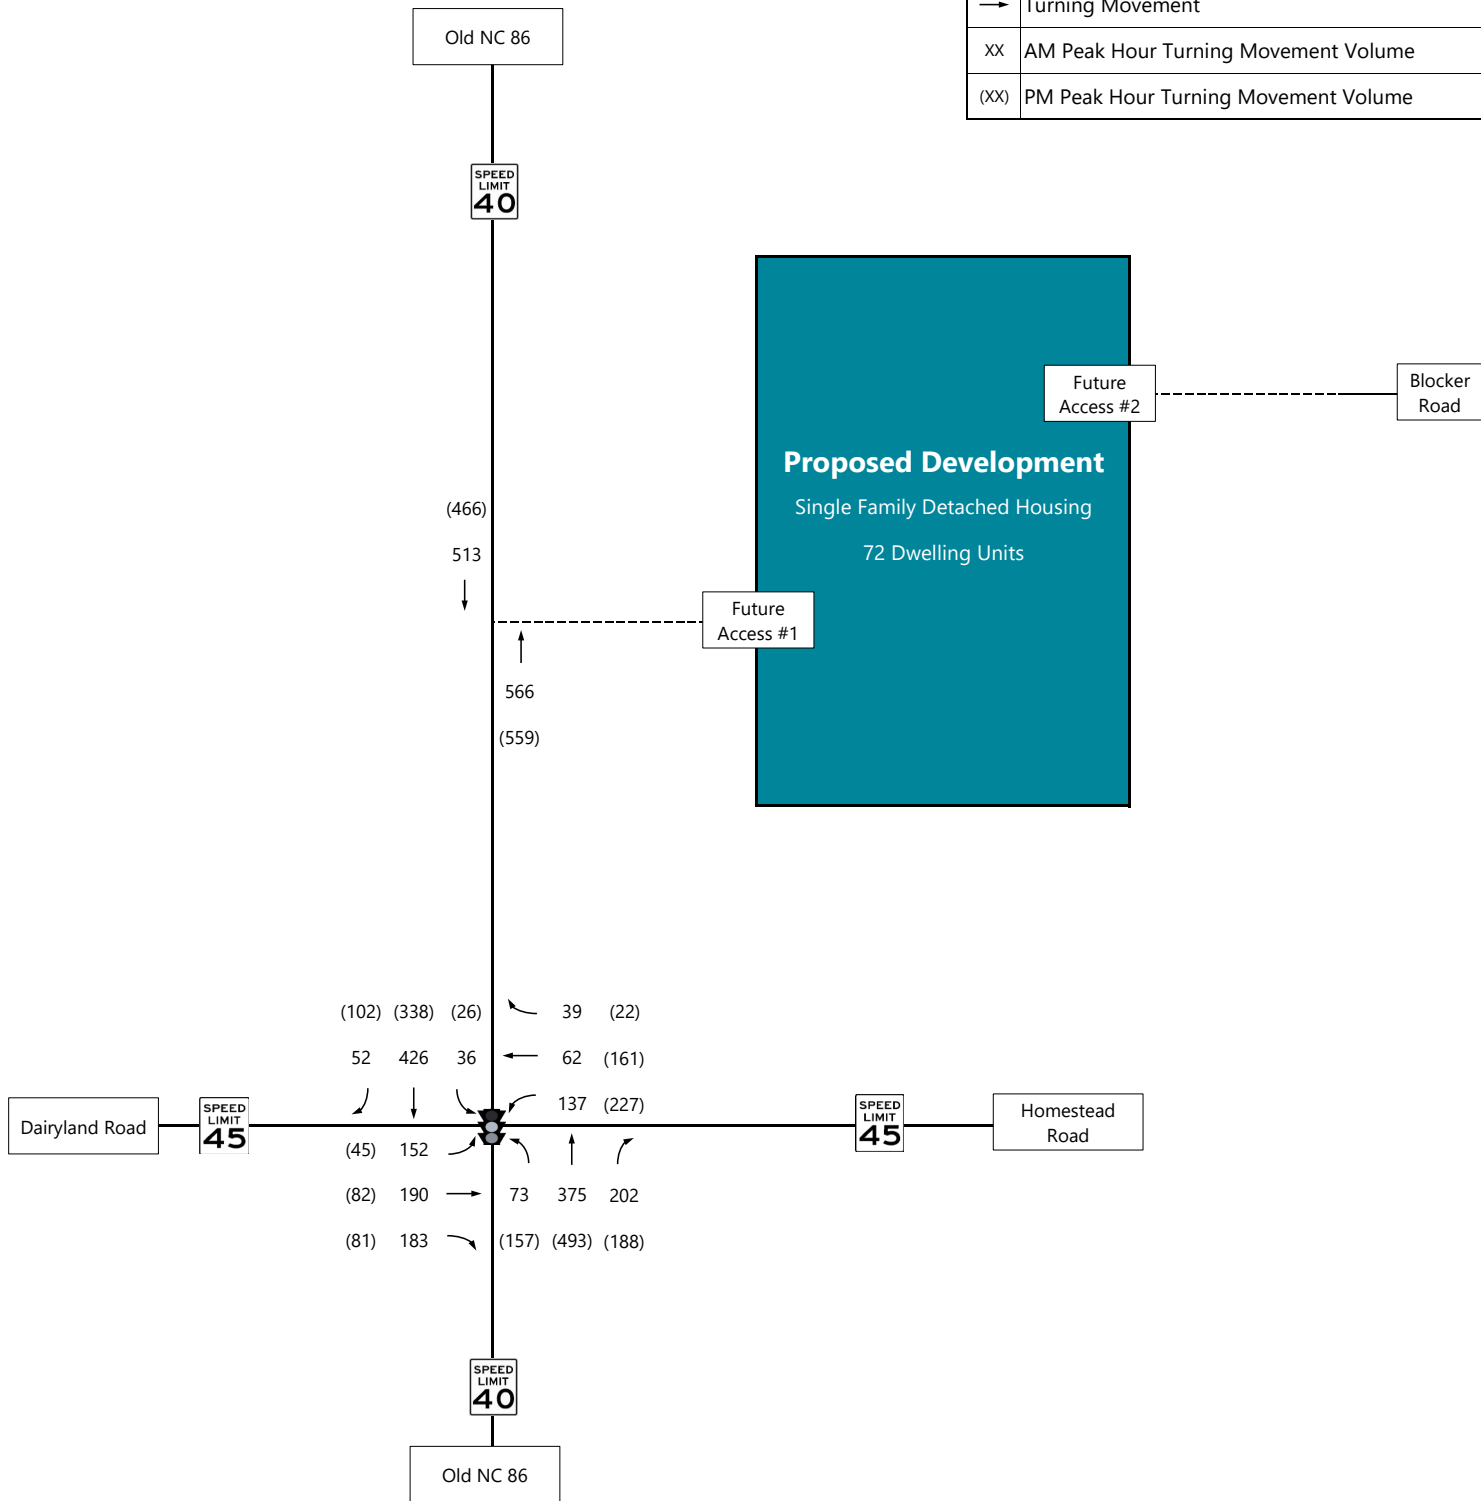 Turning Movement
XX AM Peak Hour Turning Movement Volume
(XX) PM Peak Hour Turning Movement Volume
Old NC 86
SPEED
LIMIT
40
Future
Access #2
Blocker
Road
Proposed Development
Single Family Detached Housing
72 Dwelling Units
(466)
513
Future
Access #1
566
(559)
(102) (338) (26) 39 (22)
52 426 36 62 (161)
137 (227)
Dairyland Road
SPEED
LIMIT
45
SPEED
LIMIT
45
Homestead
Road
(45) 152
(82) 190 73 375 202
(81) 183 (157) (493) (188)
SPEED
LIMIT
40
Old NC 86